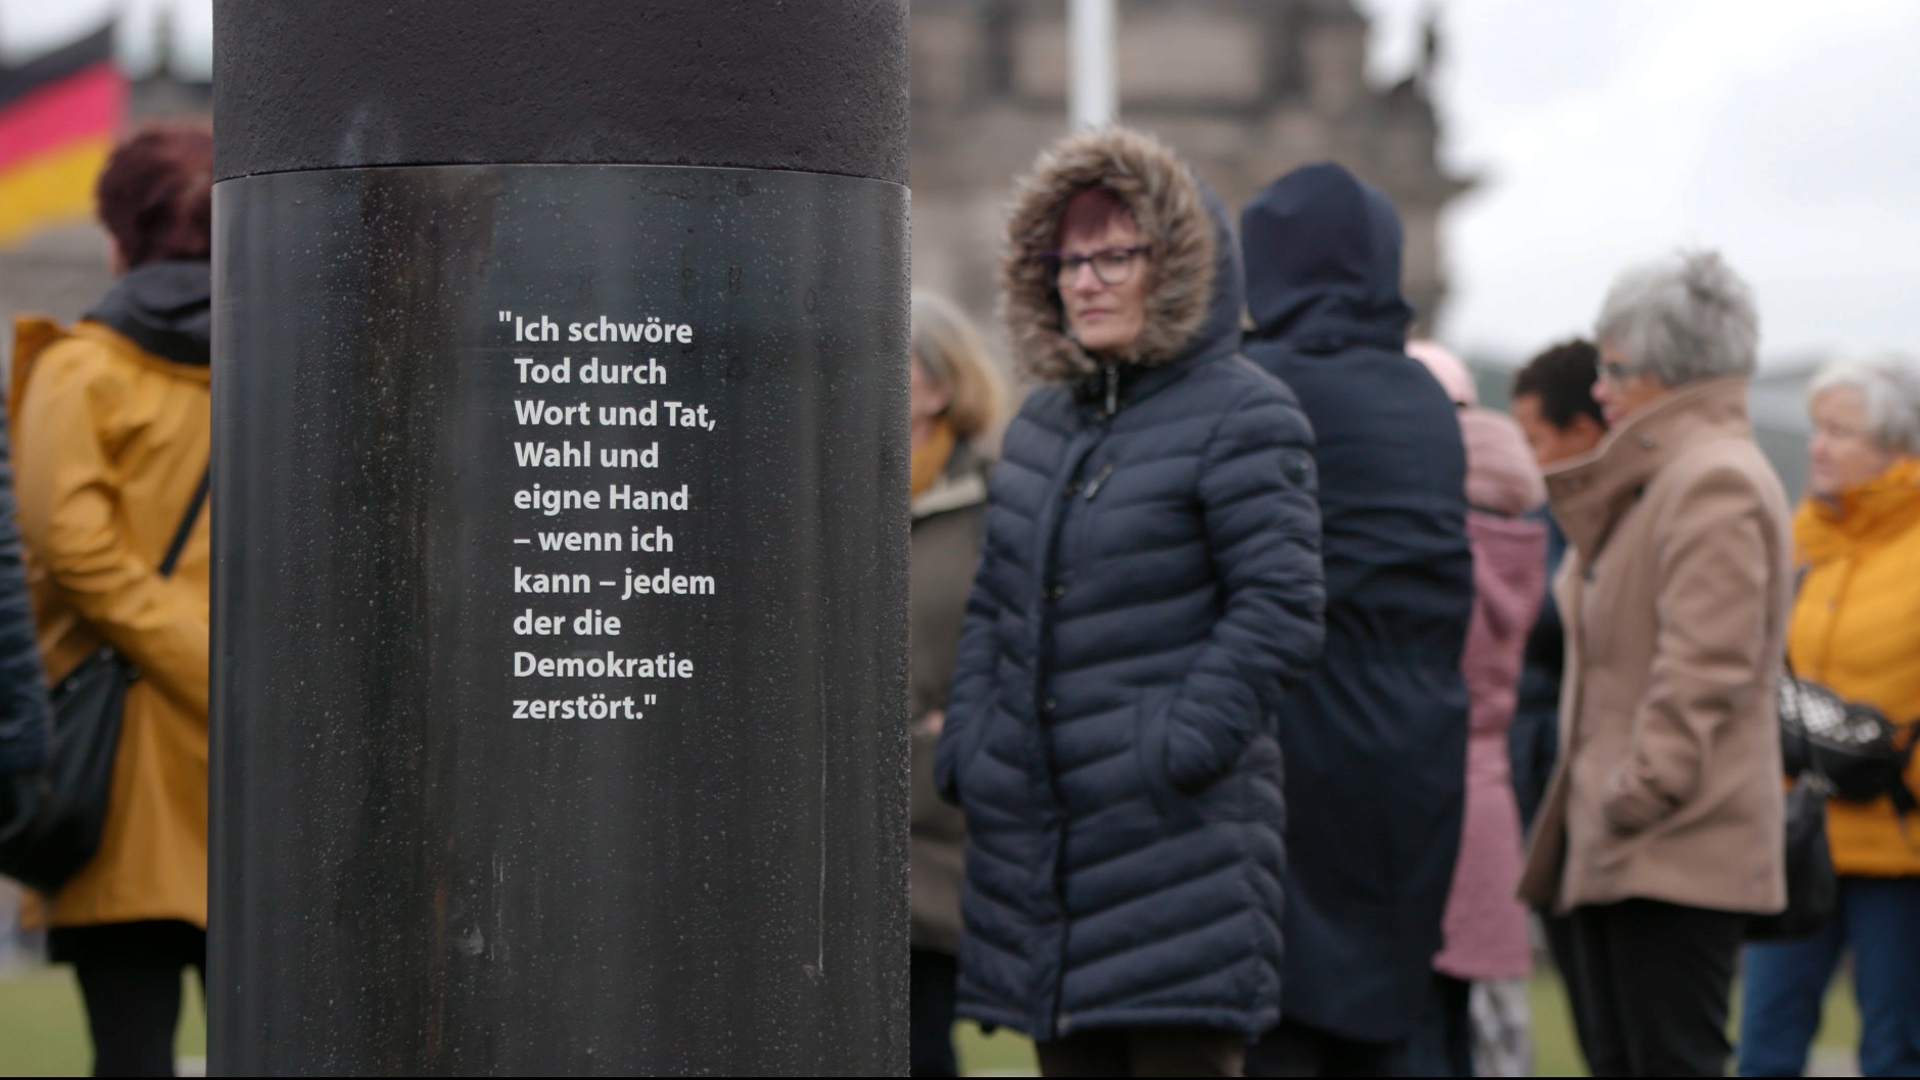 "Ich schwöre
Tod durch
Wort und Tat,
Wahl und
eigne Hand
– wenn ich
kann – jedem
der die
Demokratie
zerstört."